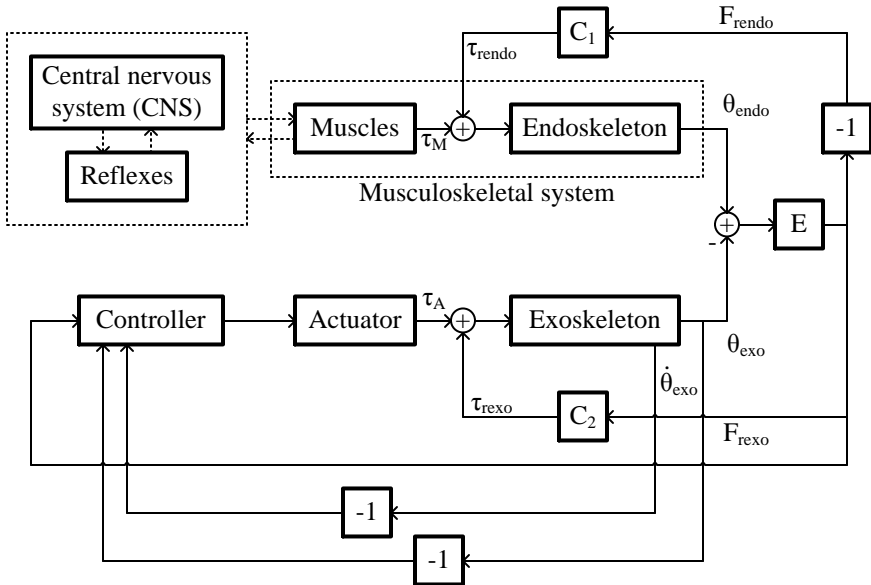 C₁
F_rendo
τ_rendo
Central nervous
system (CNS)
Reflexes
Muscles
τ_M
+
Endoskeleton
θ_endo
-1
Musculoskeletal system
+
-
E
Controller
Actuator
τ_A
+
Exoskeleton
θ_exo
θ̇_exo
τ_rexo
C₂
F_rexo
-1
-1